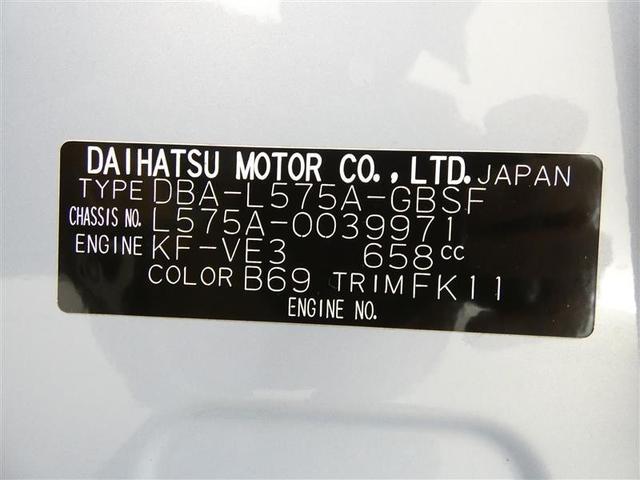 DAIHATSU MOTOR CO., LTD. JAPAN
TYPE DBA-L575A-GBSF
CHASSIS NO. L575A-0039971
ENGINE KF-VE3 658cc
COLOR B69 TRIM FK11
ENGINE NO.